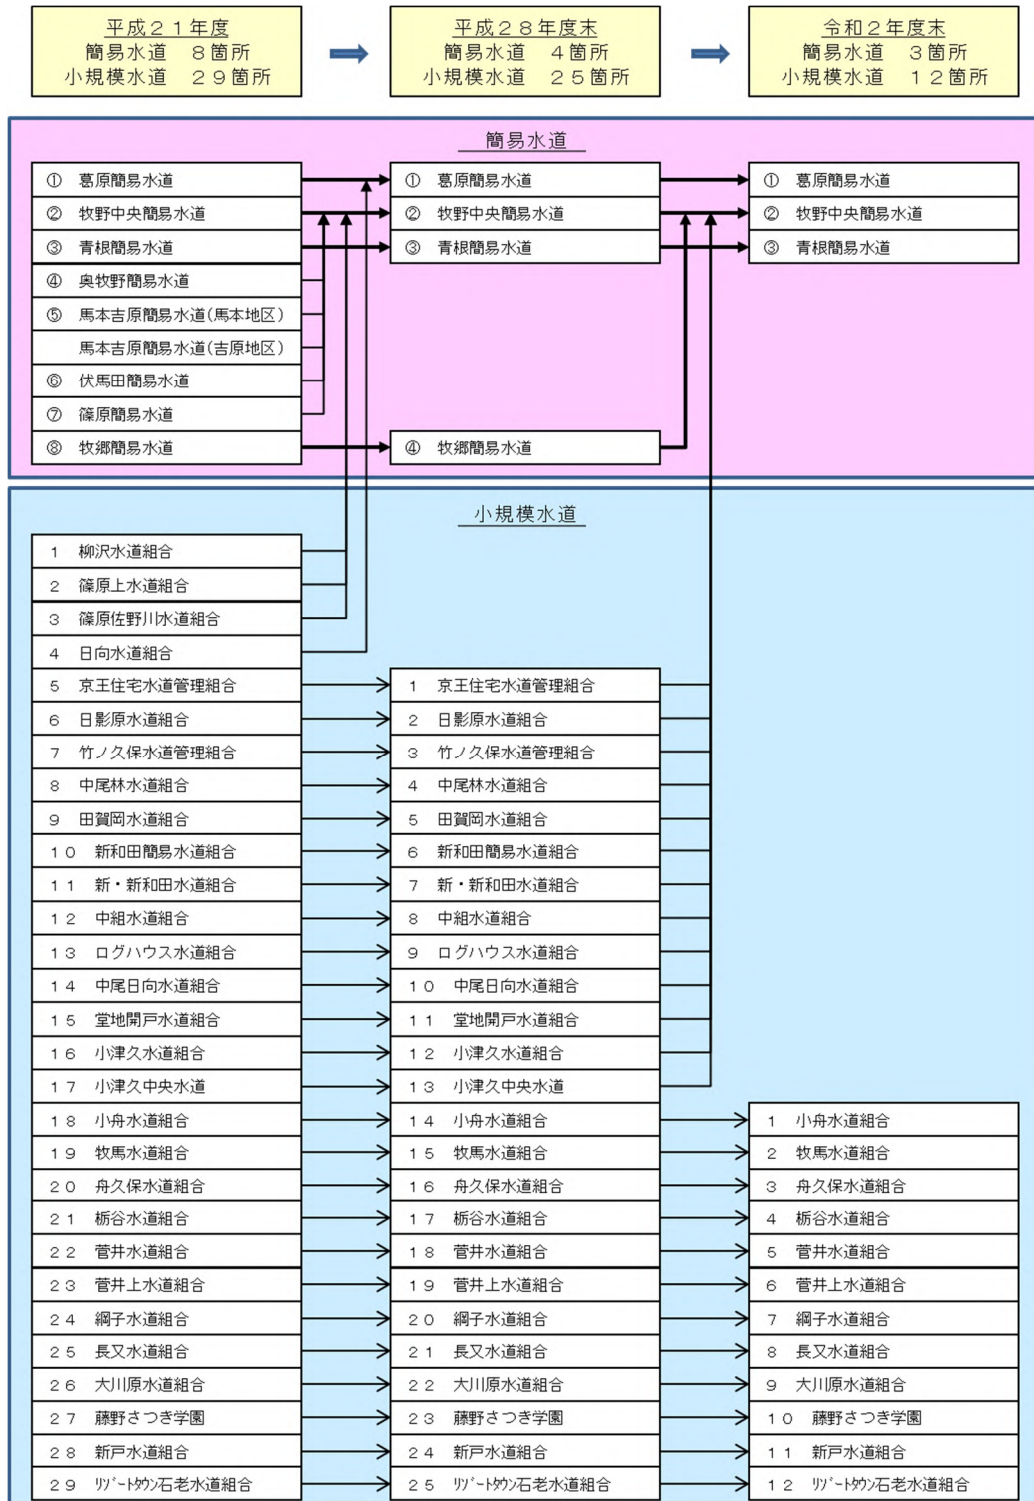 平成２１年度
簡易水道　８箇所
小規模水道　２９箇所
平成２８年度末
簡易水道　４箇所
小規模水道　２５箇所
令和２年度末
簡易水道　３箇所
小規模水道　１２箇所
簡易水道
①　葛原簡易水道
②　牧野中央簡易水道
③　青根簡易水道
④　奥牧野簡易水道
⑤　馬本吉原簡易水道(馬本地区)
馬本吉原簡易水道(吉原地区)
⑥　伏馬田簡易水道
⑦　篠原簡易水道
⑧　牧郷簡易水道
①　葛原簡易水道
②　牧野中央簡易水道
③　青根簡易水道
④　牧郷簡易水道
①　葛原簡易水道
②　牧野中央簡易水道
③　青根簡易水道
小規模水道
１　柳沢水道組合
２　篠原上水道組合
３　篠原佐野川水道組合
４　日向水道組合
５　京王住宅水道管理組合
６　日影原水道組合
７　竹ノ久保水道管理組合
８　中尾林水道組合
９　田賀岡水道組合
１０　新和田簡易水道組合
１１　新・新和田水道組合
１２　中組水道組合
１３　ログハウス水道組合
１４　中尾日向水道組合
１５　堂地開戸水道組合
１６　小津久水道組合
１７　小津久中央水道
１８　小舟水道組合
１９　牧馬水道組合
２０　舟久保水道組合
２１　栃谷水道組合
２２　菅井水道組合
２３　菅井上水道組合
２４　綱子水道組合
２５　長又水道組合
２６　大川原水道組合
２７　藤野さつき学園
２８　新戸水道組合
２９　ﾘｿﾞｰﾄﾀｳﾝ石老水道組合
１　京王住宅水道管理組合
２　日影原水道組合
３　竹ノ久保水道管理組合
４　中尾林水道組合
５　田賀岡水道組合
６　新和田簡易水道組合
７　新・新和田水道組合
８　中組水道組合
９　ログハウス水道組合
１０　中尾日向水道組合
１１　堂地開戸水道組合
１２　小津久水道組合
１３　小津久中央水道
１４　小舟水道組合
１５　牧馬水道組合
１６　舟久保水道組合
１７　栃谷水道組合
１８　菅井水道組合
１９　菅井上水道組合
２０　綱子水道組合
２１　長又水道組合
２２　大川原水道組合
２３　藤野さつき学園
２４　新戸水道組合
２５　ﾘｿﾞｰﾄﾀｳﾝ石老水道組合
１　小舟水道組合
２　牧馬水道組合
３　舟久保水道組合
４　栃谷水道組合
５　菅井水道組合
６　菅井上水道組合
７　綱子水道組合
８　長又水道組合
９　大川原水道組合
１０　藤野さつき学園
１１　新戸水道組合
１２　ﾘｿﾞｰﾄﾀｳﾝ石老水道組合